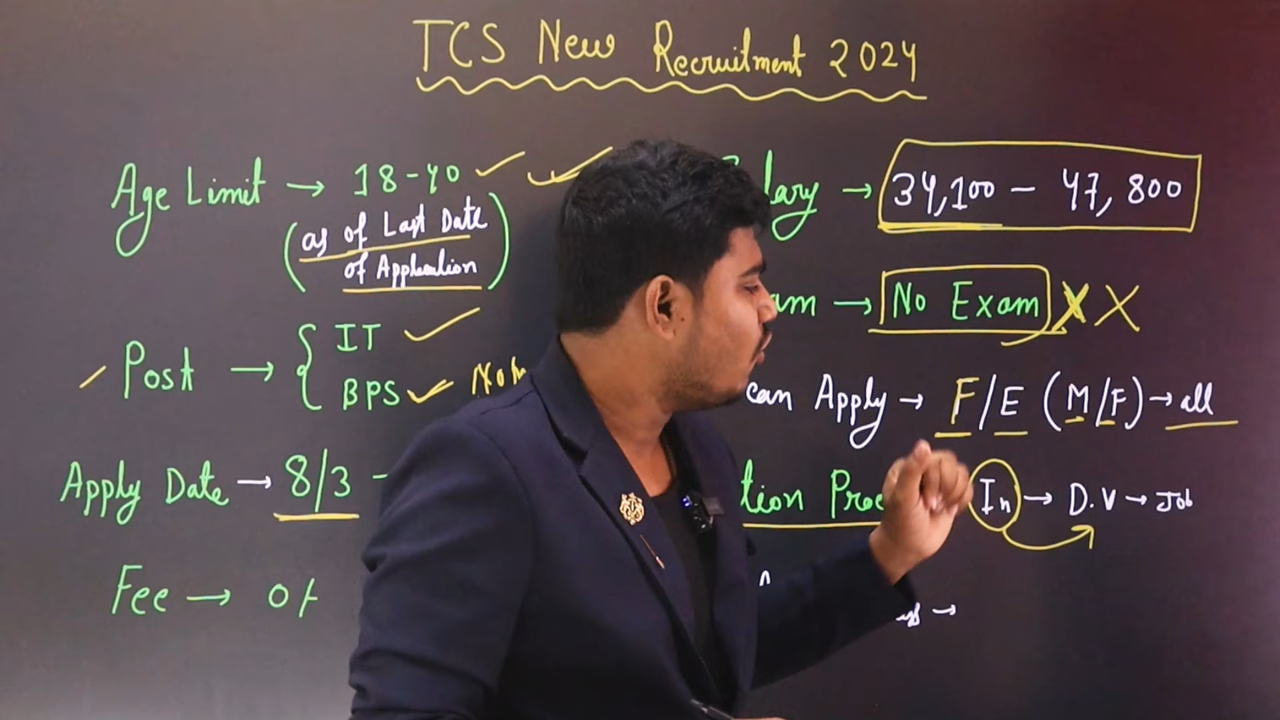 TCS New Recruitment 2024
Age Limit → 18-40
(as of Last Date
of Application)
Post → { IT
BPS
Apply Date → 8/3 -
Fee → 0/-
→ 34,100 - 47,800
→ No Exam X X
can Apply → F/E (M/F) → all
In → D.V → Job